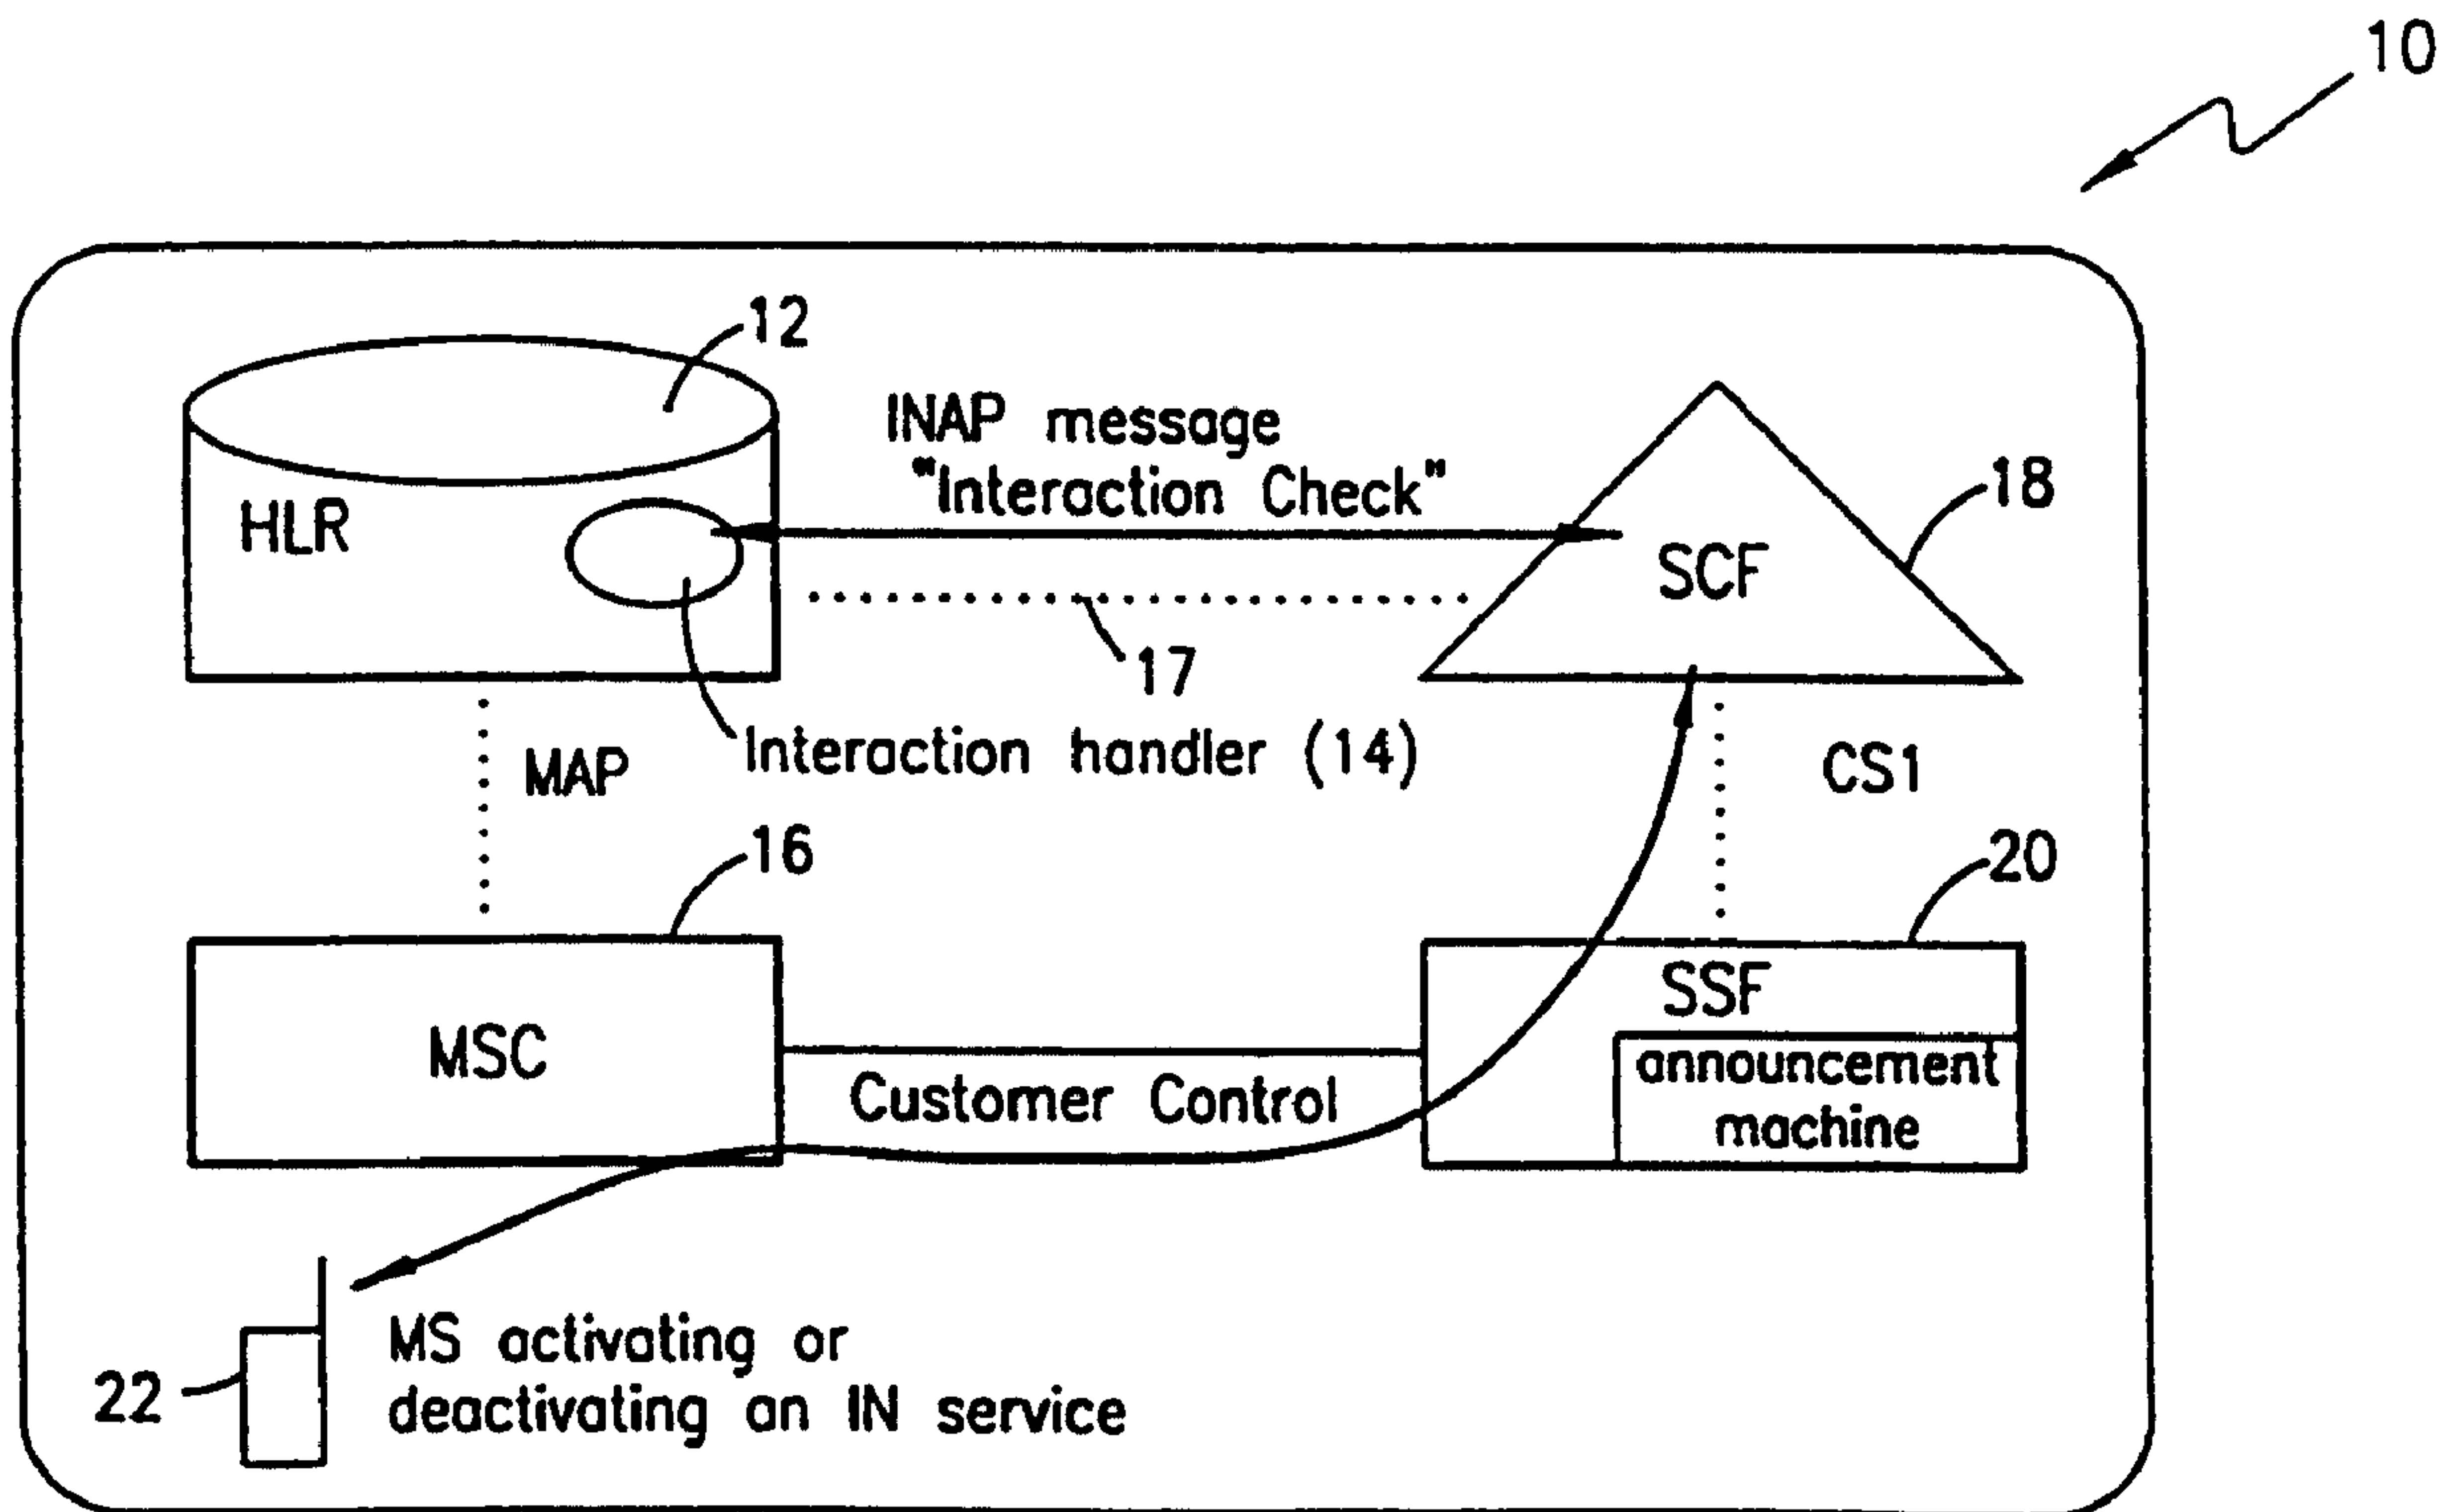 10
12
INAP message
"Interaction Check"
18
HLR
SCF
17
Interaction handler (14)
MAP
CS1
16
20
SSF
MSC
announcement
machine
Customer Control
MS activating or
deactivating an IN service
22